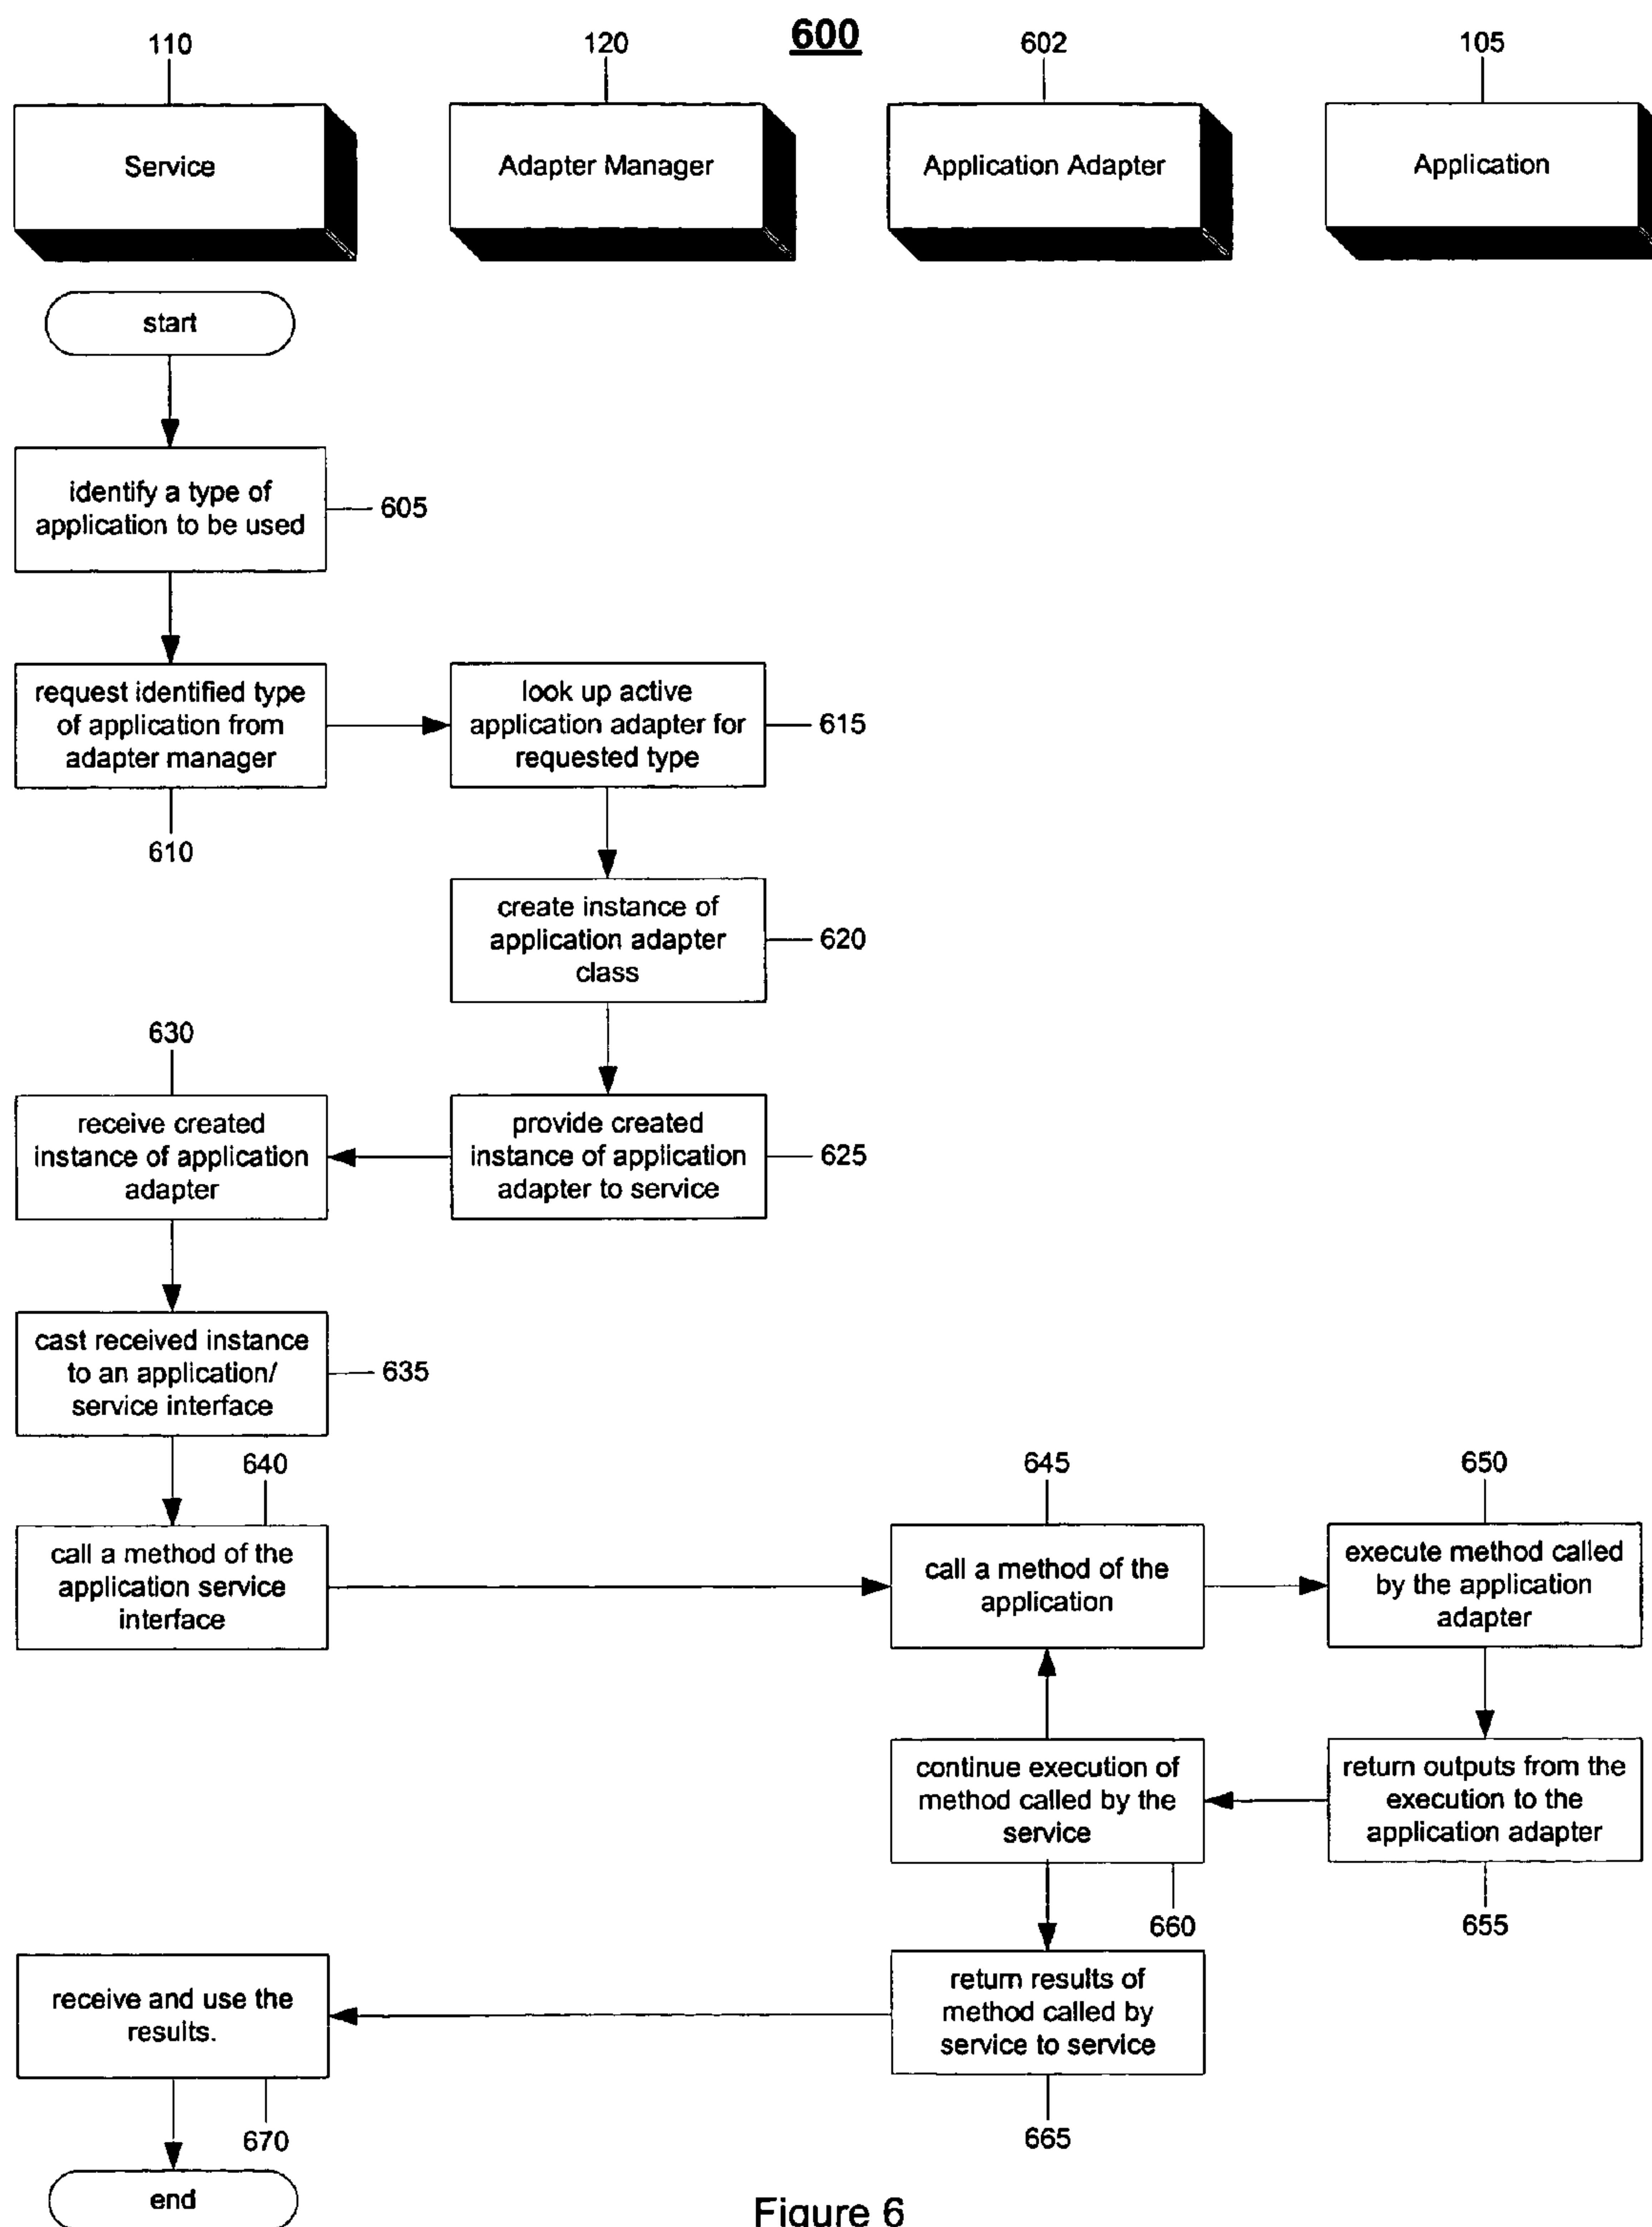 600
110
120
602
105
Service
Adapter Manager
Application Adapter
Application
start
identify a type of
application to be used
605
request identified type
of application from
adapter manager
610
look up active
application adapter for
requested type
615
create instance of
application adapter
class
620
provide created
instance of application
adapter to service
625
630
receive created
instance of application
adapter
cast received instance
to an application/
service interface
635
640
call a method of the
application service
interface
645
call a method of the
application
650
execute method called
by the application
adapter
return outputs from the
execution to the
application adapter
655
continue execution of
method called by the
service
660
return results of
method called by
service to service
665
receive and use the
results.
670
end
Figure 6